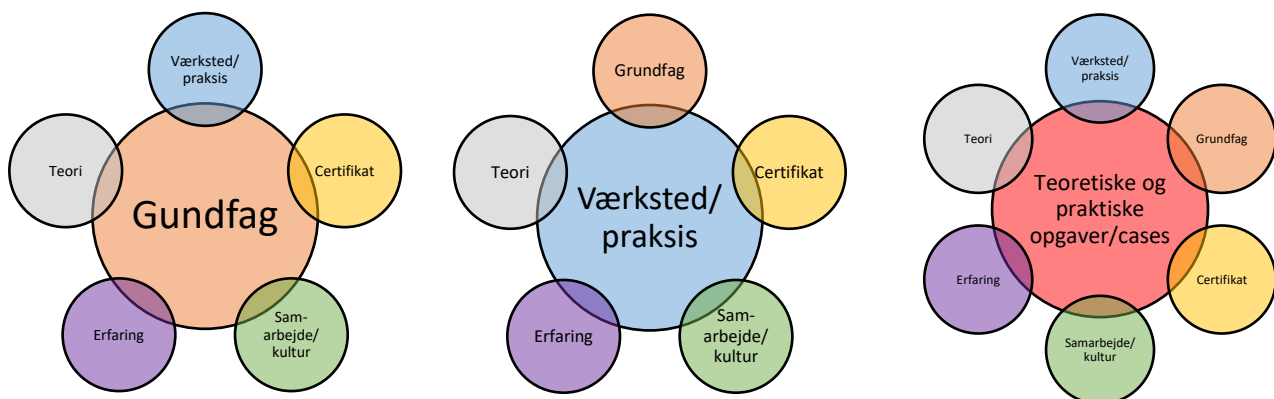 Værksted/
praksis
Teori
Certifikat
Gundfag
Erfaring
Sam-
arbejde/
kultur
Grundfag
Teori
Certifikat
Værksted/
praksis
Erfaring
Sam-
arbejde/
kultur
Værksted/
praksis
Teori
Grundfag
Teoretiske og
praktiske
opgaver/cases
Erfaring
Certifikat
Samarbejde/
kultur